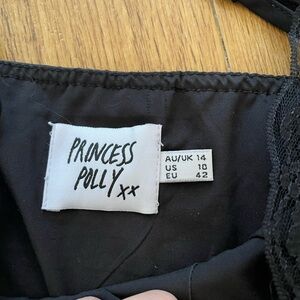 PRINCESS
POLLY xx
AU/UK 14
US 10
EU 42